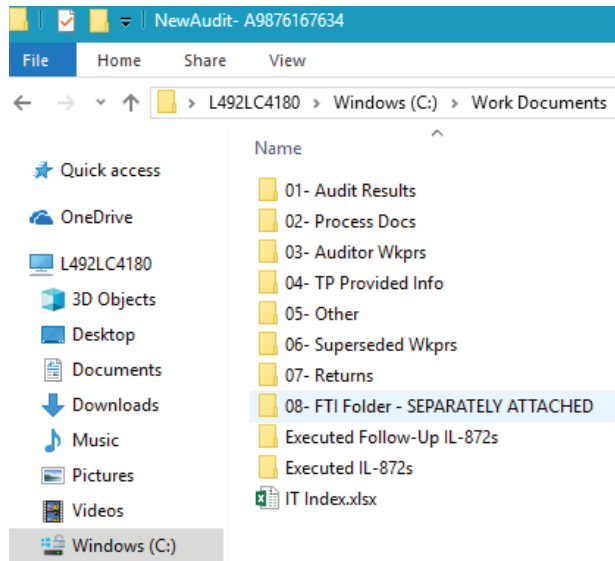 NewAudit- A9876167634
File Home Share View
L492LC4180 > Windows (C:) > Work Documents
Name
Quick access
OneDrive
L492LC4180
3D Objects
Desktop
Documents
Downloads
Music
Pictures
Videos
Windows (C:)
01- Audit Results
02- Process Docs
03- Auditor Wkprs
04- TP Provided Info
05- Other
06- Superseded Wkprs
07- Returns
08- FTI Folder - SEPARATELY ATTACHED
Executed Follow-Up IL-872s
Executed IL-872s
IT Index.xlsx